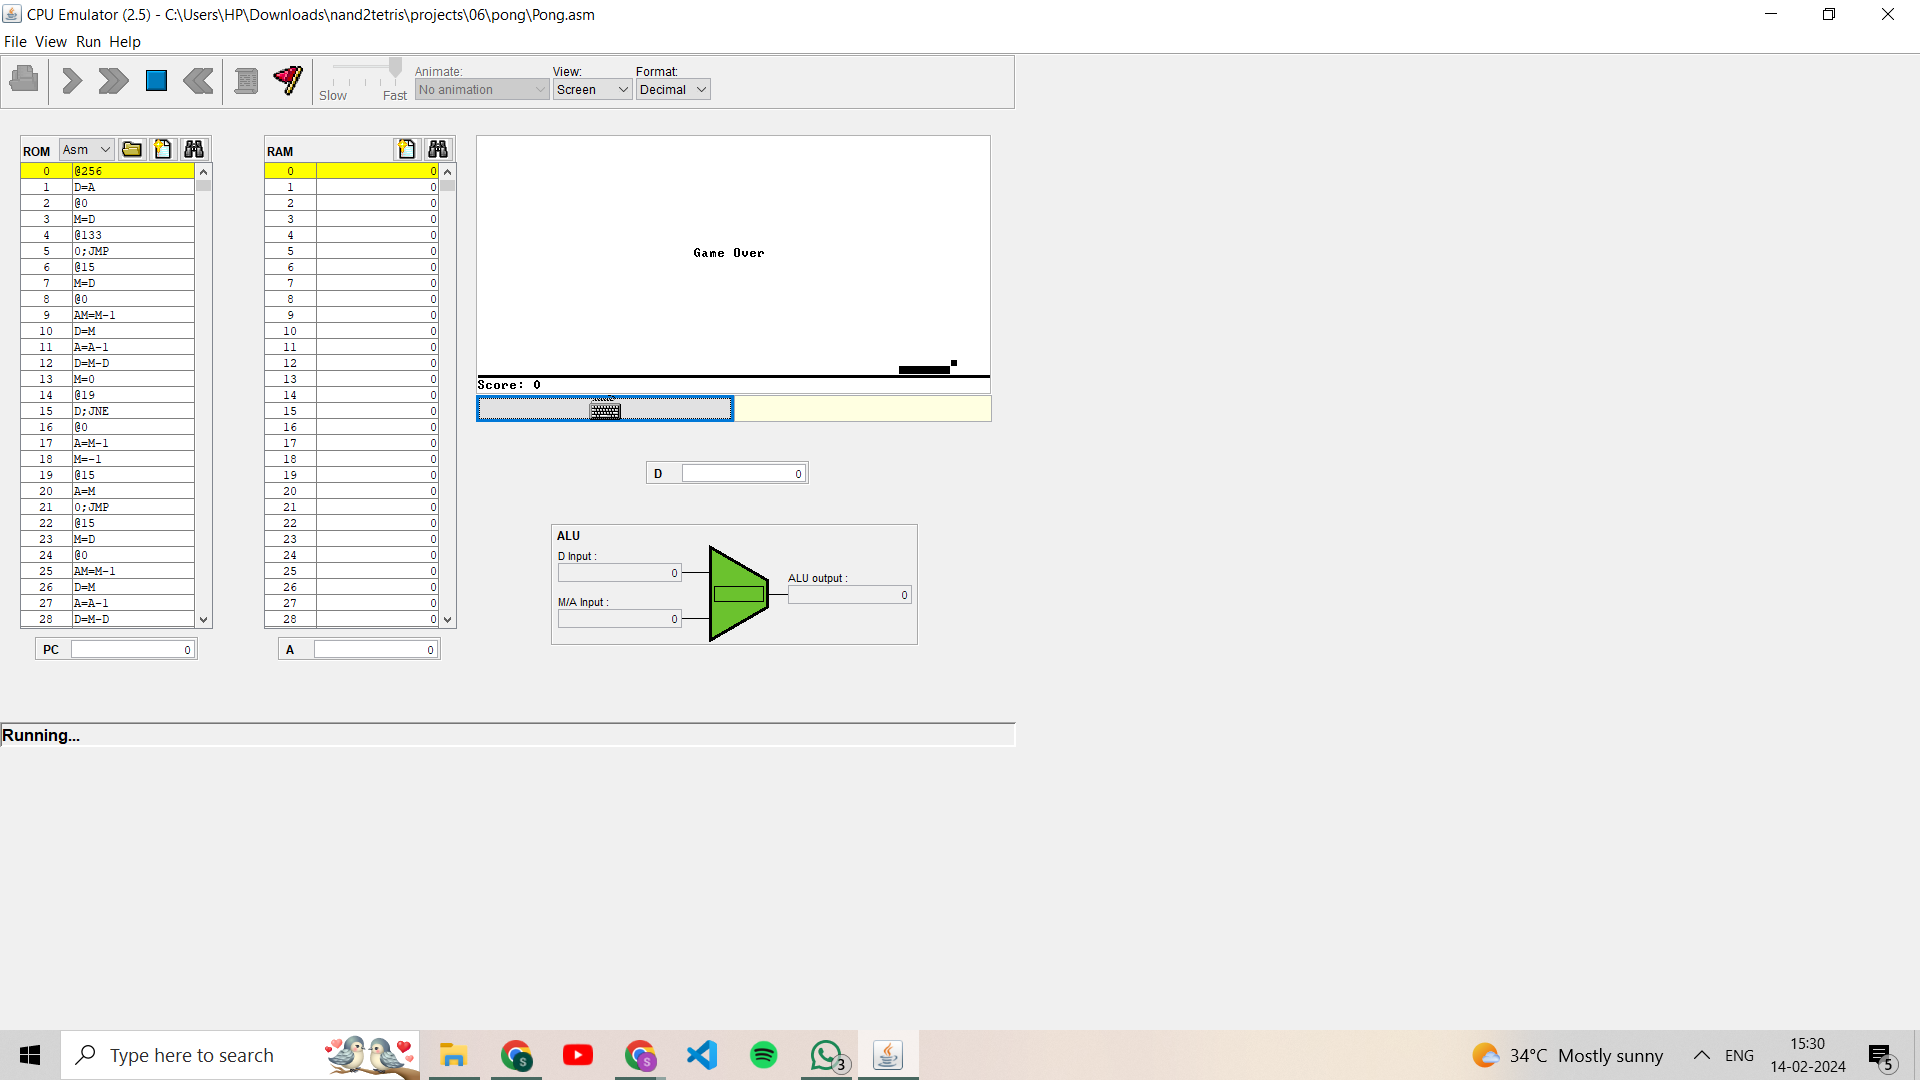 CPU Emulator (2.5) - C:\Users\HP\Downloads\nand2tetris\projects\06\pong\Pong.asm
File View Run Help
Slow Fast
Animate:
No animation
View:
Screen
Format:
Decimal
ROM Asm
0 @256
1 D=A
2 @0
3 M=D
4 @133
5 0;JMP
6 @15
7 M=D
8 @0
9 AM=M-1
10 D=M
11 A=A-1
12 D=M-D
13 M=0
14 @19
15 D;JNE
16 @0
17 A=M-1
18 M=-1
19 @15
20 A=M
21 0;JMP
22 @15
23 M=D
24 @0
25 AM=M-1
26 D=M
27 A=A-1
28 D=M-D
PC 0
RAM
0 0
1 0
2 0
3 0
4 0
5 0
6 0
7 0
8 0
9 0
10 0
11 0
12 0
13 0
14 0
15 0
16 0
17 0
18 0
19 0
20 0
21 0
22 0
23 0
24 0
25 0
26 0
27 0
28 0
A 0
Game Over
Score: 0
D 0
ALU
D Input :
0
M/A Input :
0
ALU output :
0
Running...
Type here to search
S
S
3
34°C Mostly sunny
ENG
15:30
14-02-2024
5